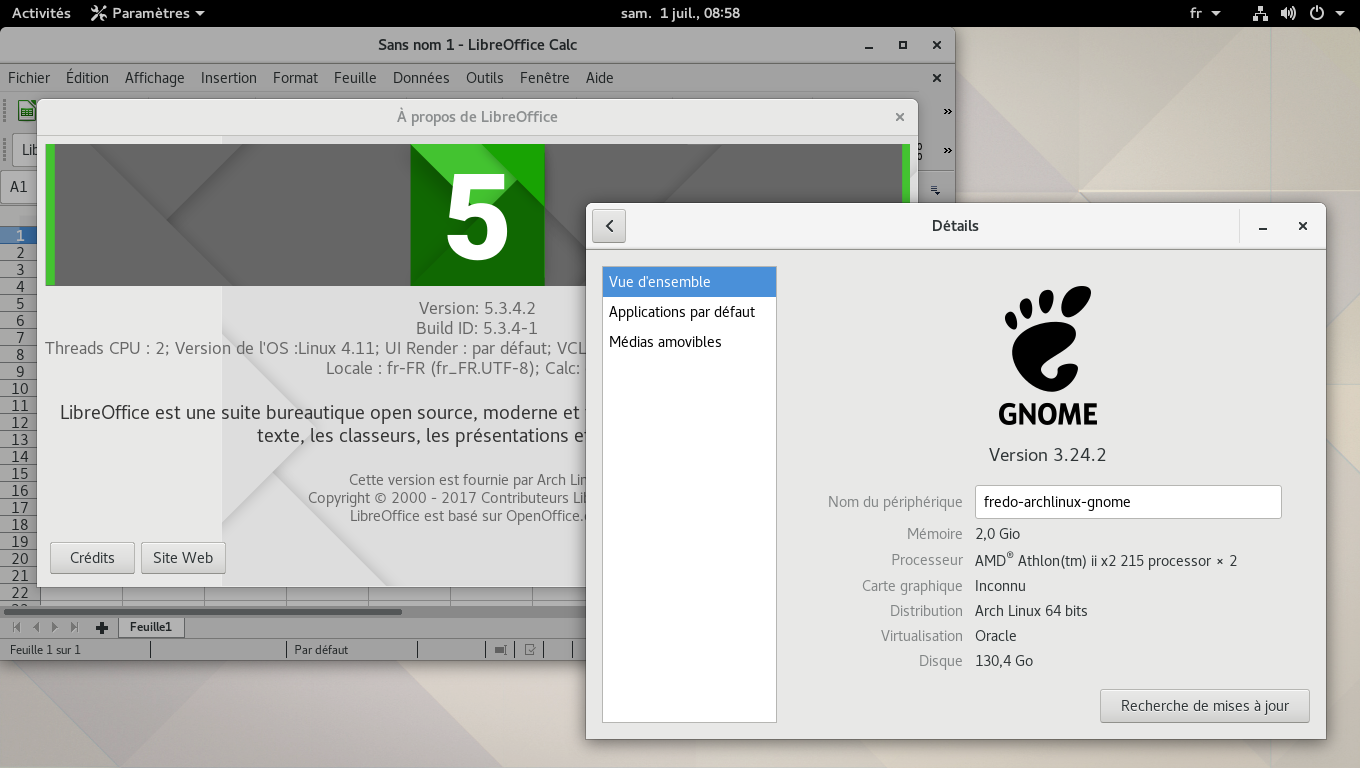 Activités
Paramètres
sam. 1 juil., 08:58
fr
Sans nom 1 - LibreOffice Calc
Fichier Édition Affichage Insertion Format Feuille Données Outils Fenêtre Aide
À propos de LibreOffice
Lib
A1
5
1
2
3
4
5
6
7
8
9
10
11
12
13
14
15
16
17
18
19
20
21
22
Version: 5.3.4.2
Build ID: 5.3.4-1
Threads CPU : 2; Version de l'OS :Linux 4.11; UI Render : par défaut; VCL
Locale : fr-FR (fr_FR.UTF-8); Calc:
LibreOffice est une suite bureautique open source, moderne et
texte, les classeurs, les présentations et
Cette version est fournie par Arch Lin
Copyright © 2000 - 2017 Contributeurs Lib
LibreOffice est basé sur OpenOffice.
Crédits
Site Web
Feuille1
Feuille 1 sur 1
Par défaut
Détails
Vue d'ensemble
Applications par défaut
Médias amovibles
GNOME
Version 3.24.2
Nom du périphérique fredo-archlinux-gnome
Mémoire 2,0 Gio
Processeur AMD® Athlon(tm) ii x2 215 processor × 2
Carte graphique Inconnu
Distribution Arch Linux 64 bits
Virtualisation Oracle
Disque 130,4 Go
Recherche de mises à jour